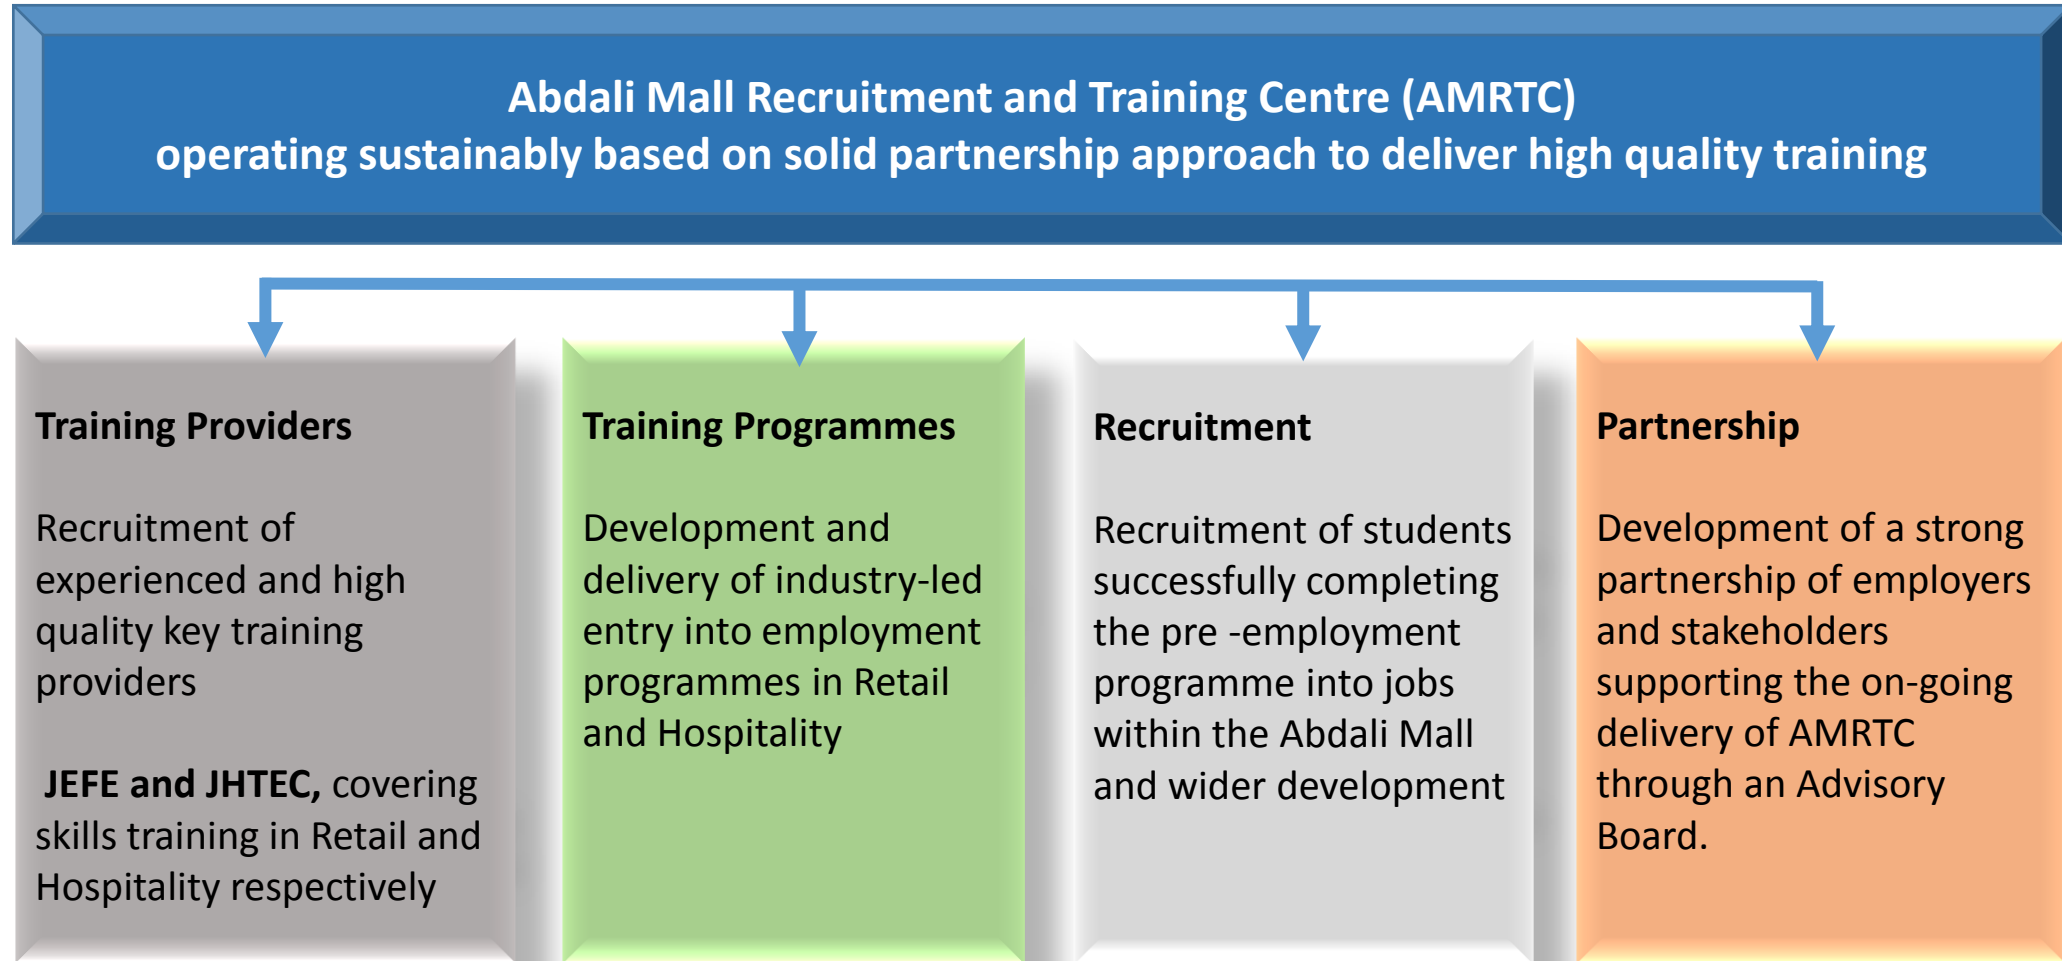 Abdali Mall Recruitment and Training Centre (AMRTC)
operating sustainably based on solid partnership approach to deliver high quality training
Training Providers
Recruitment of
experienced and high
quality key training
providers
JEFE and JHTEC, covering
skills training in Retail and
Hospitality respectively
Training Programmes
Development and
delivery of industry-led
entry into employment
programmes in Retail
and Hospitality
Recruitment
Recruitment of students
successfully completing
the pre -employment
programme into jobs
within the Abdali Mall
and wider development
Partnership
Development of a strong
partnership of employers
and stakeholders
supporting the on-going
delivery of AMRTC
through an Advisory
Board.